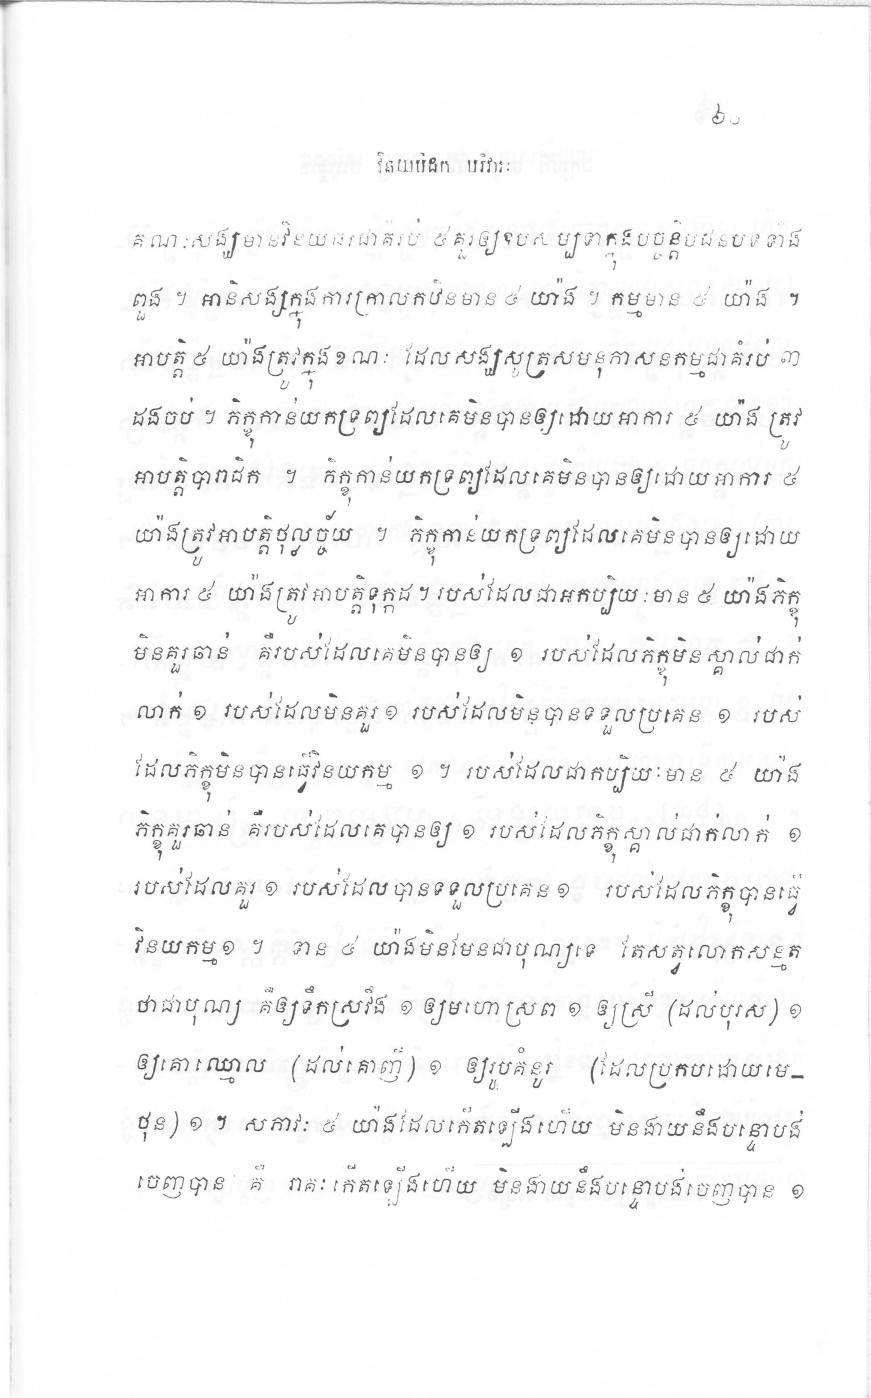 ៦០
វិនយបិដក បរិវារៈ
គណៈសង្ឃមានវិន័យធរជាគំរប់ ៥គួរឲ្យឧបសម្បទាក្នុងបច្ចន្តិមជនបទទាំង
ពួង ។ អានិសង្សក្នុងការក្រាលកឋិនមាន ៥ យ៉ាង ។ កម្មមាន ៥ យ៉ាង ។
អាបត្តិ ៥ យ៉ាងត្រូវក្នុងខណៈ ដែលសង្ឃសូត្រសមនុភាសនកម្មជាគំរប់ ៣
ដងចប់ ។ ភិក្ខុកាន់យកទ្រព្យដែលគេមិនបានឲ្យដោយអាការ ៥ យ៉ាង ត្រូវ
អាបត្តិបារាជិក ។ ភិក្ខុកាន់យកទ្រព្យដែលគេមិនបានឲ្យដោយអាការ ៥
យ៉ាងត្រូវអាបត្តិថុល្លច្ច័យ ។ ភិក្ខុកាន់យកទ្រព្យដែលគេមិនបានឲ្យដោយ
អាការ ៥ យ៉ាងត្រូវអាបត្តិទុក្កដ។ របស់ដែលជាអកប្បិយៈមាន ៥ យ៉ាងភិក្ខុ
មិនគួរឆាន់ គឺរបស់ដែលគេមិនបានឲ្យ ១ របស់ដែលភិក្ខុមិនស្គាល់ជាក់
លាក់ ១ របស់ដែលមិនគួរ ១ របស់ដែលមិនបានទទួលប្រគេន ១ របស់
ដែលភិក្ខុមិនបានធ្វើវិនយកម្ម ១ ។ របស់ដែលជាកប្បិយៈមាន ៥ យ៉ាង
ភិក្ខុគួរឆាន់ គឺរបស់ដែលគេបានឲ្យ ១ របស់ដែលភិក្ខុស្គាល់ជាក់លាក់ ១
របស់ដែលគួរ ១ របស់ដែលបានទទួលប្រគេន ១ របស់ដែលភិក្ខុបានធ្វើ
វិនយកម្ម១ ។ ទាន ៥ យ៉ាងមិនមែនជាបុណ្យទេ តែសត្វលោកសន្មត
ថាជាបុណ្យ គឺឲ្យទឹកស្រវឹង ១ ឲ្យមហោស្រព ១ ឲ្យស្រី (ដល់បុរស) ១
ឲ្យគោឈ្មោល (ដល់គោញី) ១ ឲ្យរូបគំនូរ (ដែលប្រកបដោយមេ-
ថុន) ១ ។ សភាវៈ ៥ យ៉ាងដែលកើតឡើងហើយ មិនងាយនឹងបន្ទោបង់
ចេញបាន គឺ រាគៈ កើតឡើងហើយ មិនងាយនឹងបន្ទោបង់ចេញបាន ១